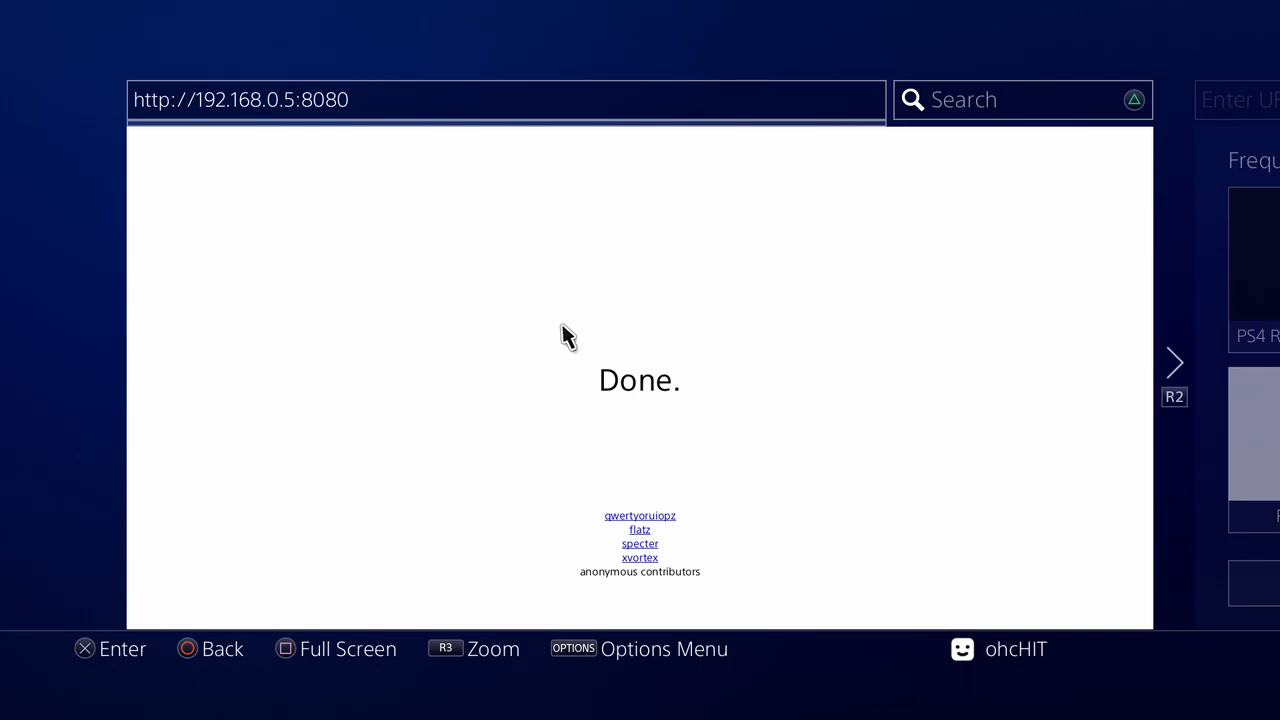 http://192.168.0.5:8080
Search
Enter
Frequ
PS4 R
Done.
R2
qwertyoruiopz
flatz
specter
xvortex
anonymous contributors
Enter
Back
Full Screen
R3
Zoom
OPTIONS
Options Menu
ohcHIT